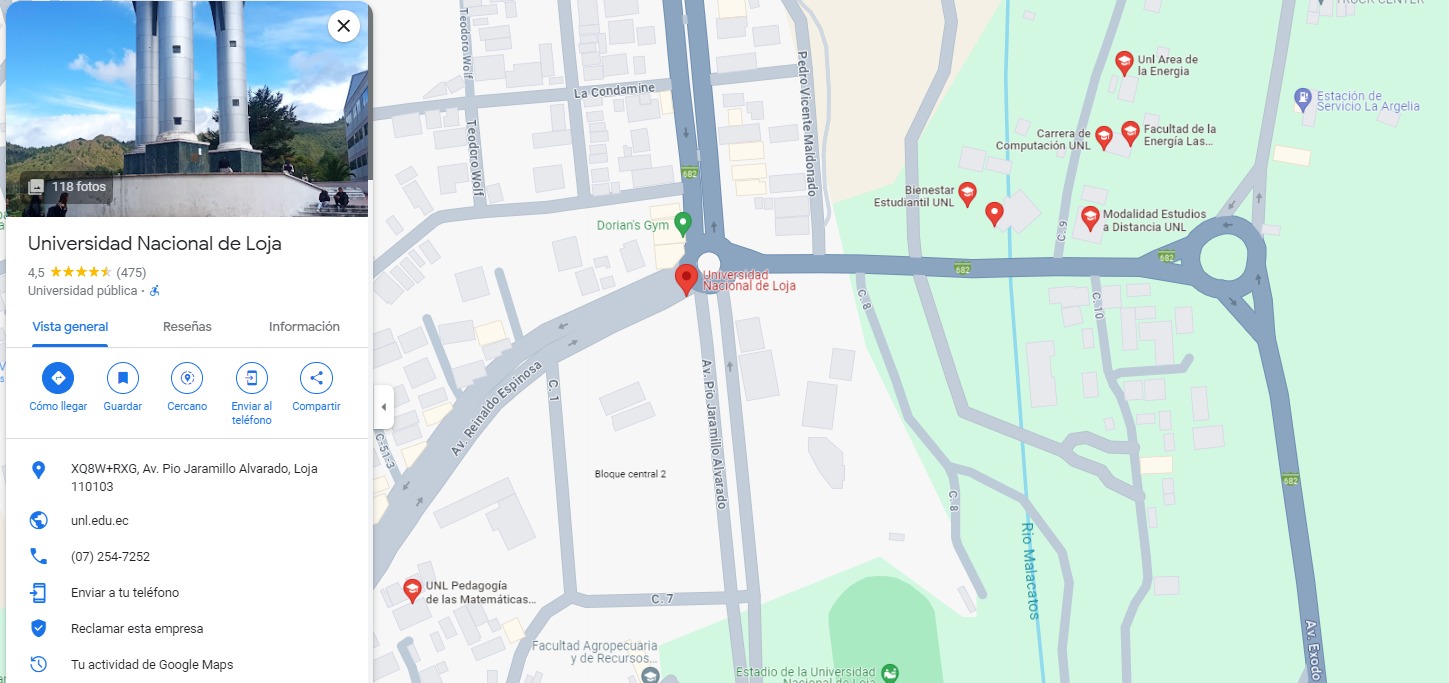 118 fotos
Universidad Nacional de Loja
4,5 (475)
Universidad pública ·
Vista general
Reseñas
Información
Cómo llegar
Guardar
Cercano
Enviar al
teléfono
Compartir
XQ8W+RXG, Av. Pio Jaramillo Alvarado, Loja
110103
unl.edu.ec
(07) 254-7252
Enviar a tu teléfono
Reclamar esta empresa
Tu actividad de Google Maps
Teodoro Wolf
La Condamine
Teodoro Wolf
Pedro Vicente Maldonado
682
Dorian's Gym
Universidad
Nacional de Loja
Av. Reinaldo Espinosa
C. 1
C-51-3
Av. Pio Jaramillo Alvarado
Bloque central 2
UNL Pedagogía
de las Matemáticas...
C. 7
Facultad Agropecuaria
y de Recursos...
Estadio de la Universidad
Nacional de Loja
TRUCK CENTER
Unl Area de
la Energia
Estación de
Servicio La Argelia
Carrera de
Computación UNL
Facultad de la
Energía Las...
Bienestar
Estudiantil UNL
Modalidad Estudios
a Distancia UNL
C. 9
682
682
C. 8
C. 10
C. 8
682
Rio Malacatos
Av. Exodo